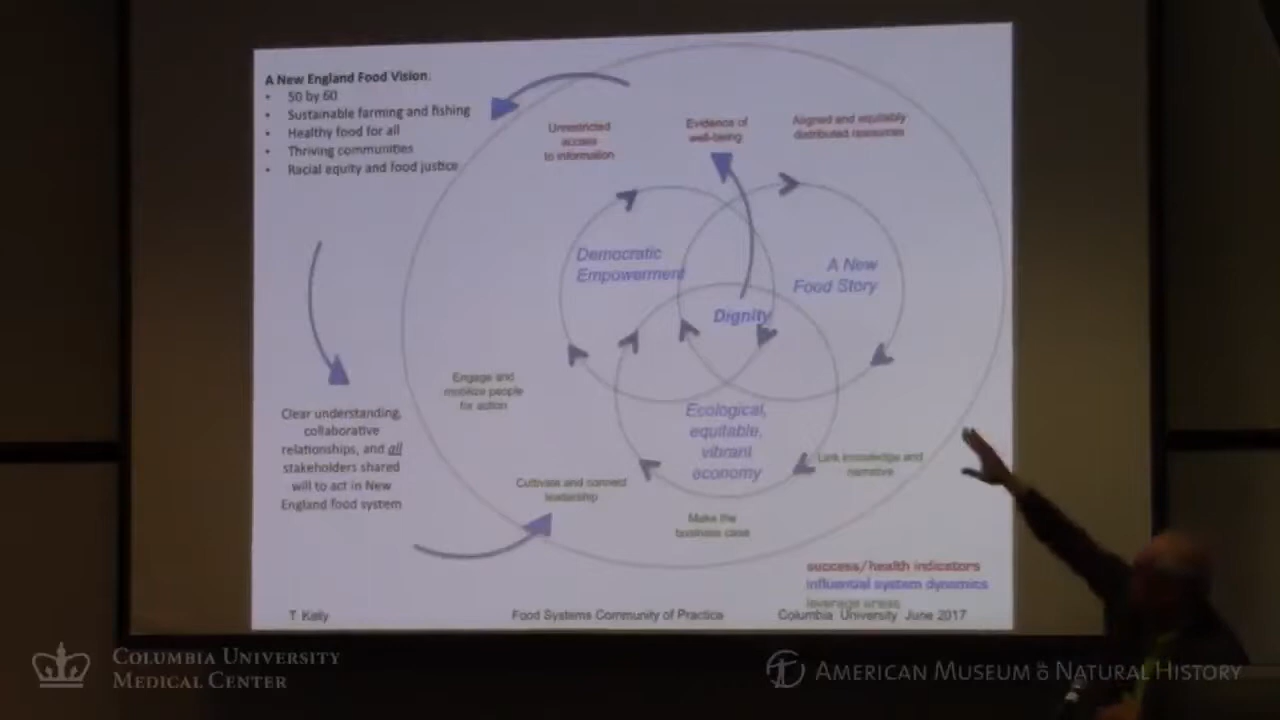 A New England Food Vision:
• 50 by 60
• Sustainable farming and fishing
• Healthy food for all
• Thriving communities
• Racial equity and food justice
Unrestricted
access
to information
Evidence of
well-being
Aligned and equitably
distributed resources
Democratic
Empowerment
A New
Food Story
Dignity
Engage and
mobilize people
for action
Clear understanding,
collaborative
relationships, and all
stakeholders shared
will to act in New
England food system
Ecological,
equitable,
vibrant
economy
Link knowledge and
narrative
Cultivate and connect
leadership
Make the
business case
success/health indicators
influential system dynamics
leverage areas
T Kelly
Food Systems Community of Practice
Columbia University June 2017
COLUMBIA UNIVERSITY
MEDICAL CENTER
AMERICAN MUSEUM OF NATURAL HISTORY